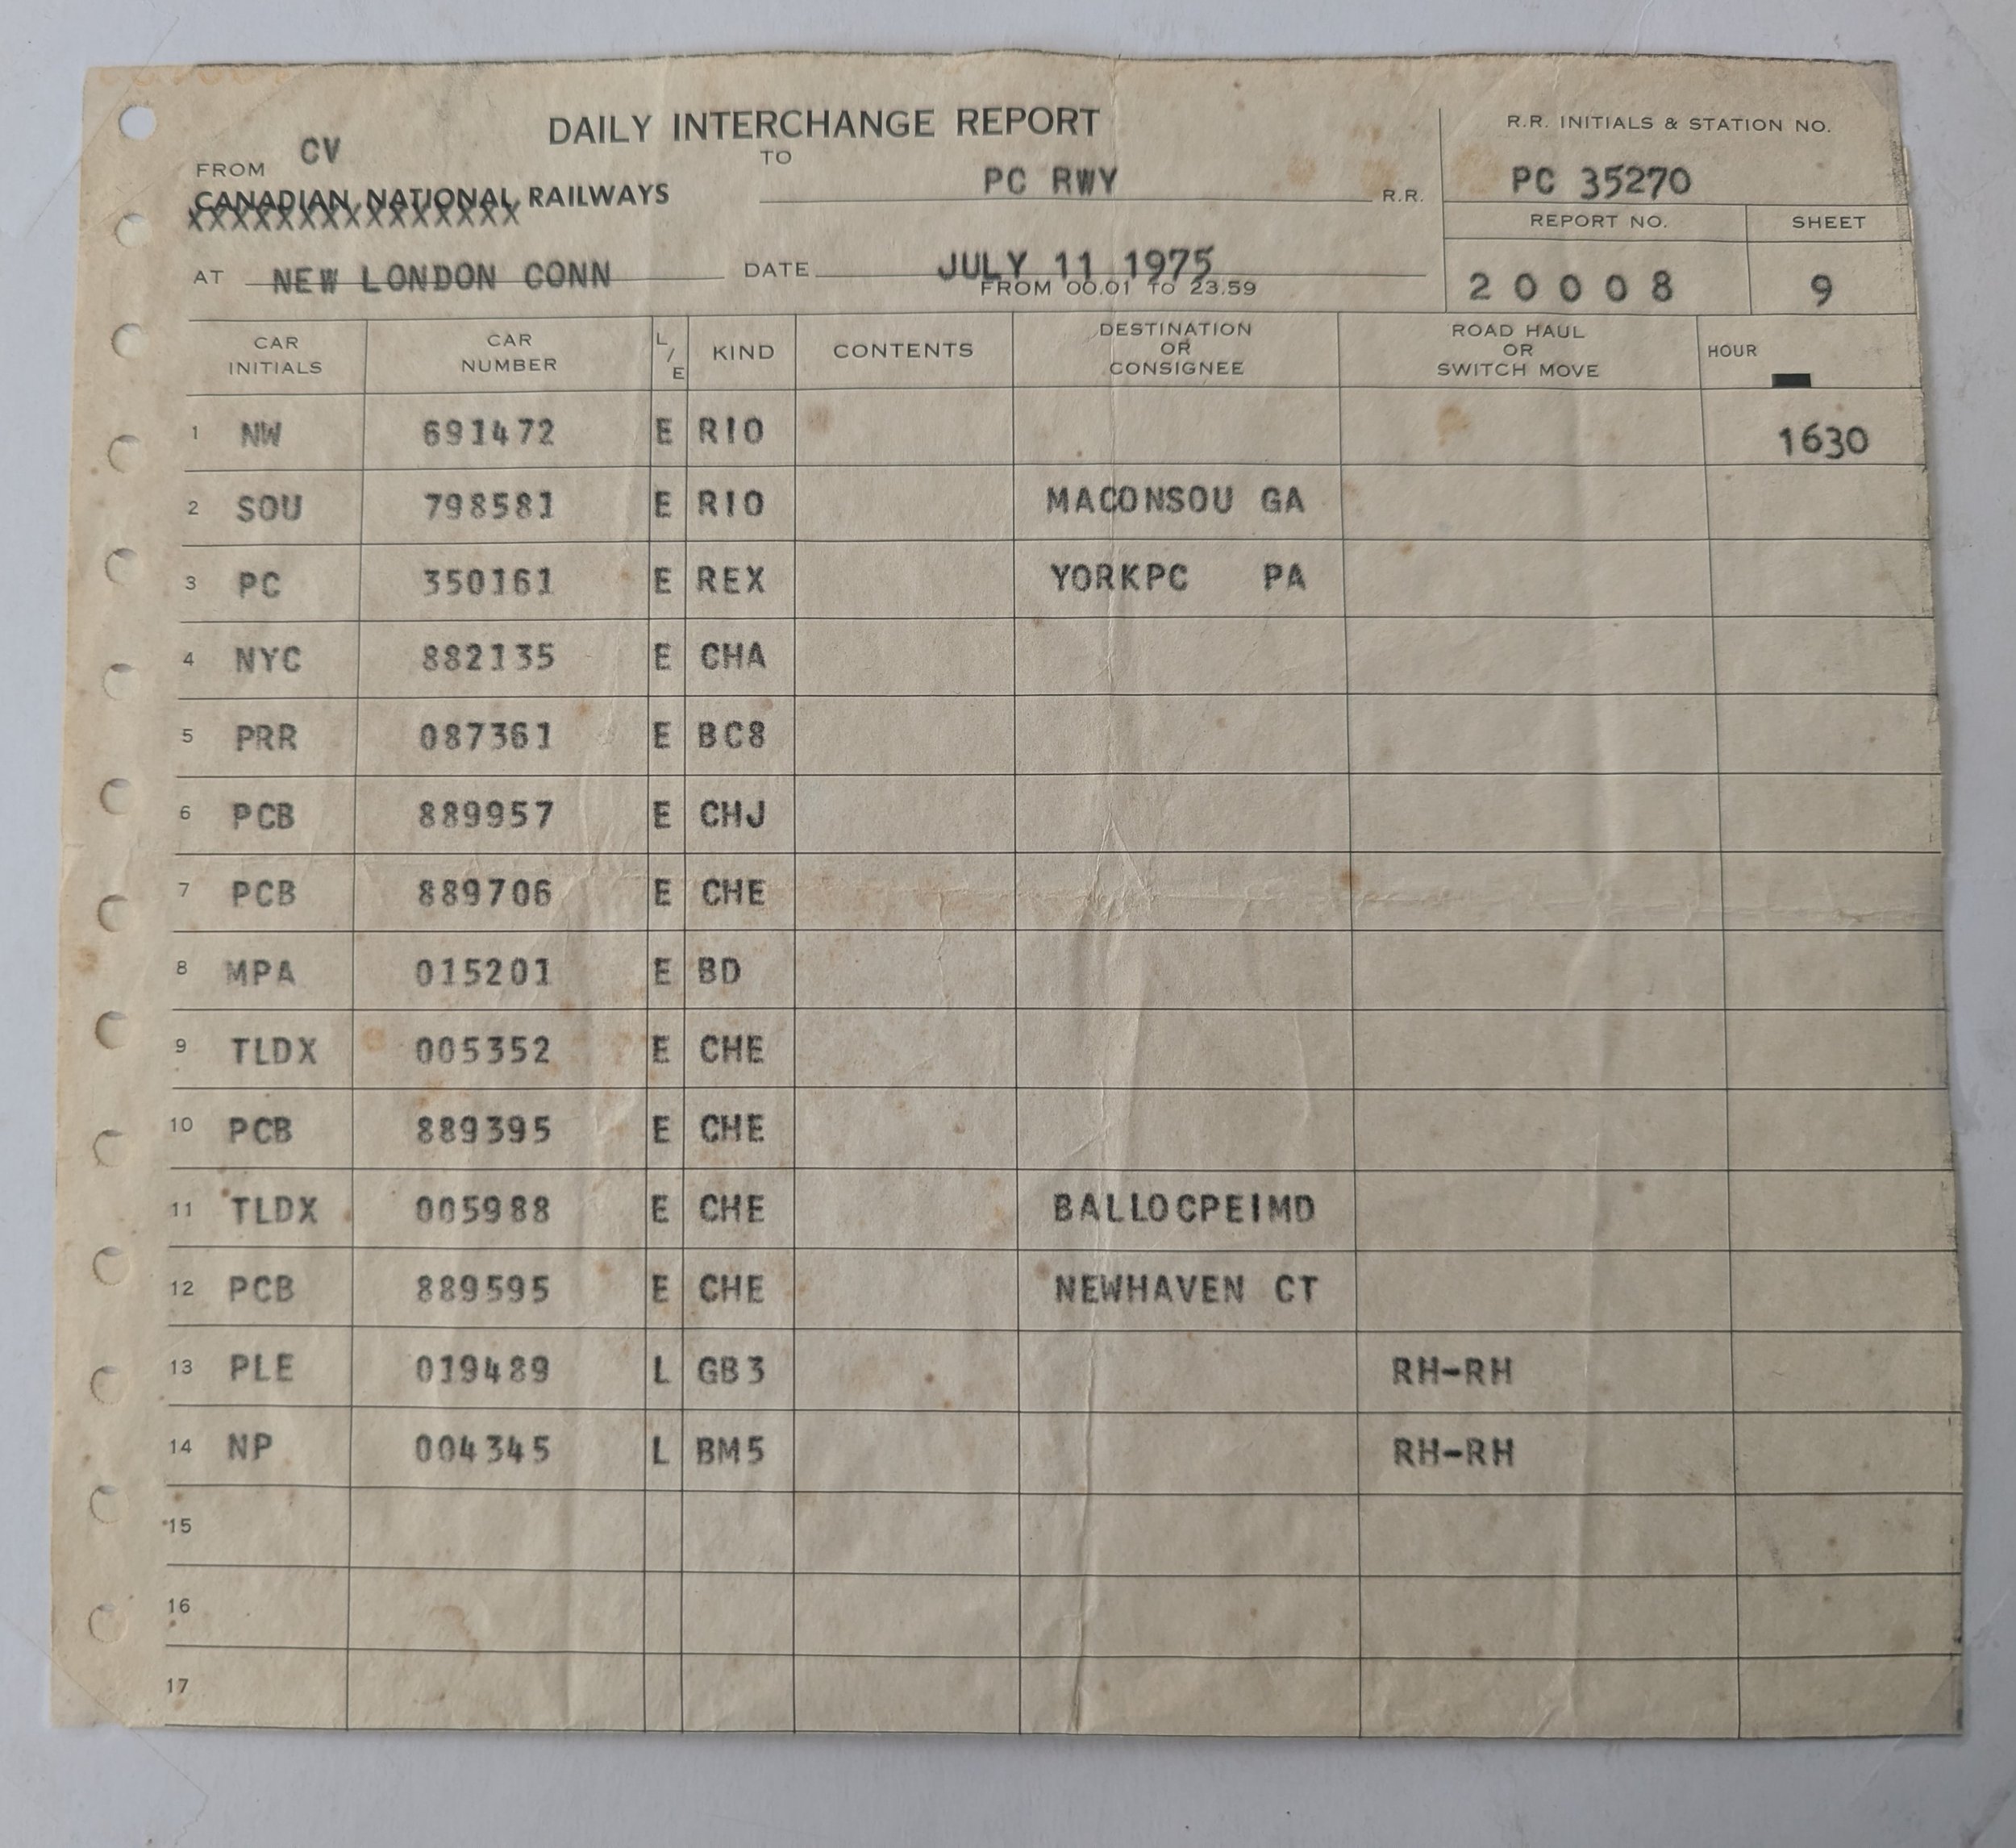 DAILY INTERCHANGE REPORT
R.R. INITIALS & STATION NO.
CV
FROM
TO
CANADIAN NATIONAL RAILWAYS
PC RWY R.R.
PC 35270
REPORT NO. SHEET
AT NEW LONDON CONN DATE JULY 11 1975
FROM 00.01 TO 23.59
20008 9
CAR INITIALS CAR NUMBER L/E KIND CONTENTS DESTINATION OR CONSIGNEE ROAD HAUL OR SWITCH MOVE HOUR
1 NW 691472 E RIO 1630
2 SOU 798581 E RIO MACONSOU GA
3 PC 350161 E REX YORKPC PA
4 NYC 882135 E CHA
5 PRR 087361 E BC8
6 PCB 889957 E CHJ
7 PCB 889706 E CHE
8 MPA 015201 E BD
9 TLDX 005352 E CHE
10 PCB 889395 E CHE
11 TLDX 005988 E CHE BALLOCPEIMD
12 PCB 889595 E CHE NEWHAVEN CT
13 PLE 019489 L GB3 RH-RH
14 NP 004345 L BM5 RH-RH
15
16
17